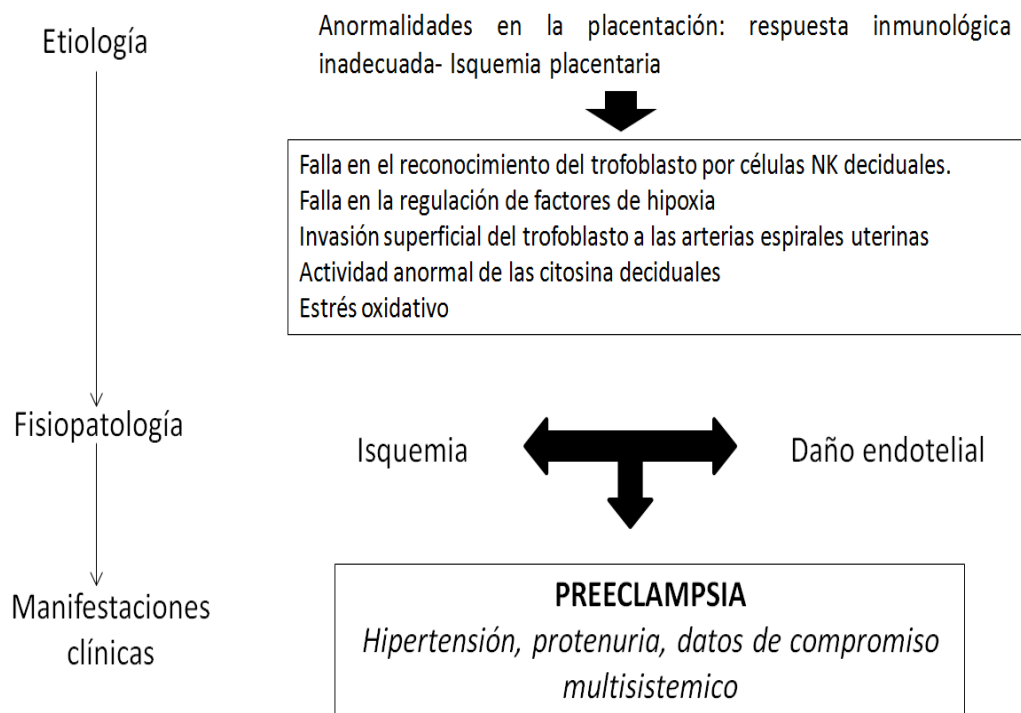 Etiología
Anormalidades en la placentación: respuesta inmunológica
inadecuada- Isquemia placentaria
Falla en el reconocimiento del trofoblasto por células NK deciduales.
Falla en la regulación de factores de hipoxia
Invasión superficial del trofoblasto a las arterias espirales uterinas
Actividad anormal de las citosina deciduales
Estrés oxidativo
Fisiopatología
Isquemia
Daño endotelial
Manifestaciones
clínicas
PREECLAMPSIA
Hipertensión, protenuria, datos de compromiso
multisistemico